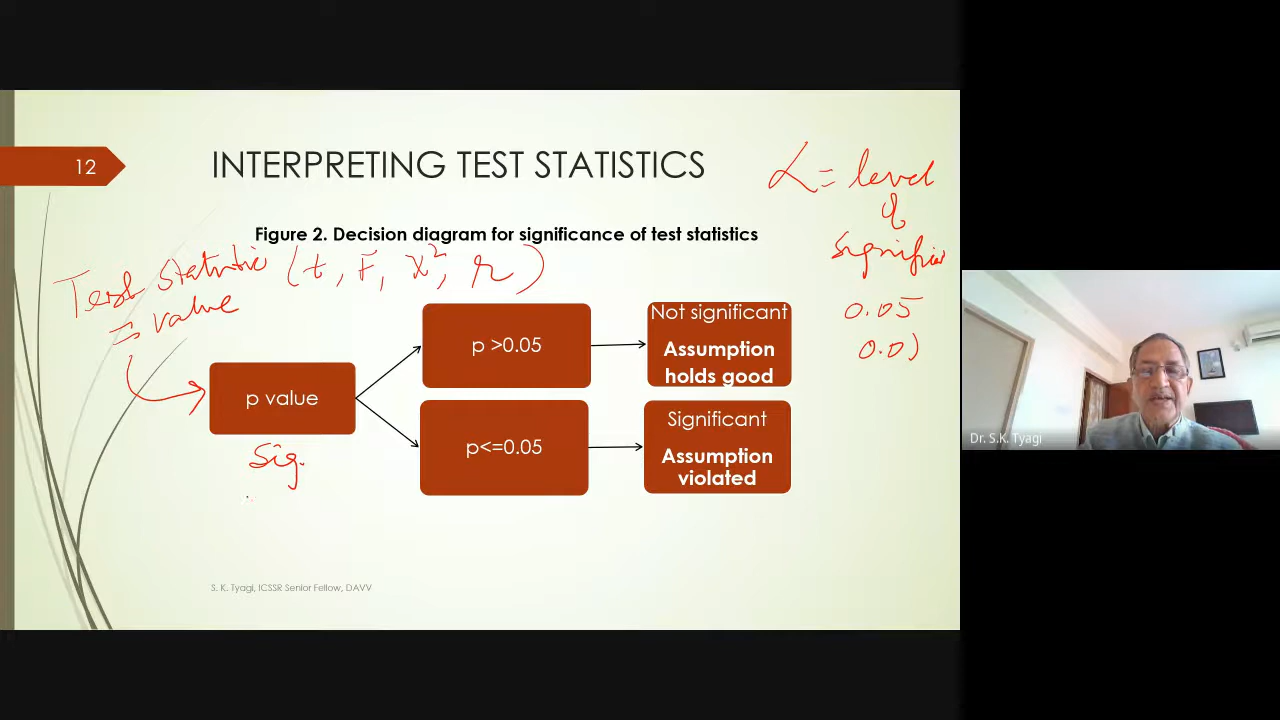 12
INTERPRETING TEST STATISTICS
α = level
of
Figure 2. Decision diagram for significance of test statistics
Test Statistic (t, F, χ², r)
= value
0.05
0.01
p value
Sig.
p >0.05
Not significant
Assumption
holds good
p<=0.05
Significant
Assumption
violated
S. K. Tyagi, ICSSR Senior Fellow, DAVV
Dr. S.K. Tyagi